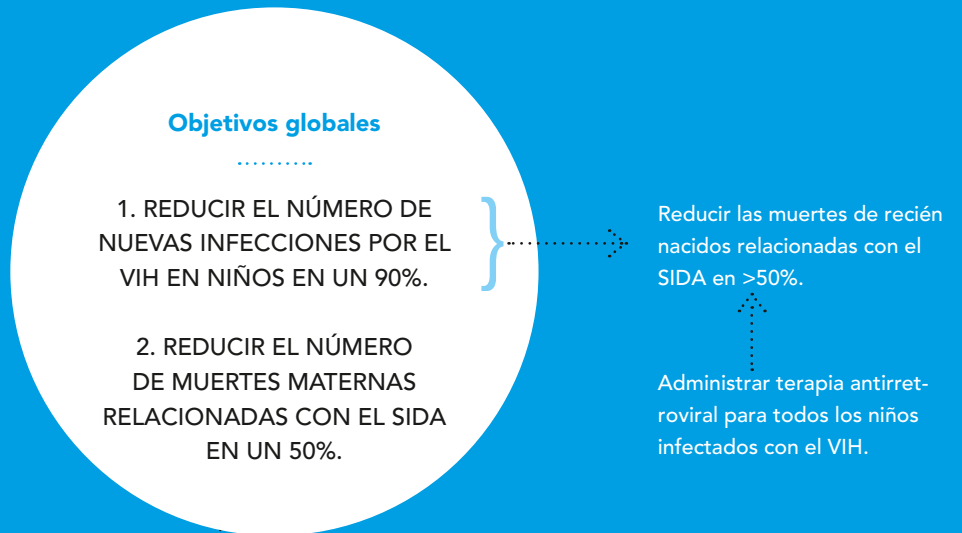 Objetivos globales
1. REDUCIR EL NÚMERO DE
NUEVAS INFECCIONES POR EL
VIH EN NIÑOS EN UN 90%.
2. REDUCIR EL NÚMERO
DE MUERTES MATERNAS
RELACIONADAS CON EL SIDA
EN UN 50%.
Reducir las muertes de recién
nacidos relacionadas con el
SIDA en >50%.
Administrar terapia antirret-
roviral para todos los niños
infectados con el VIH.